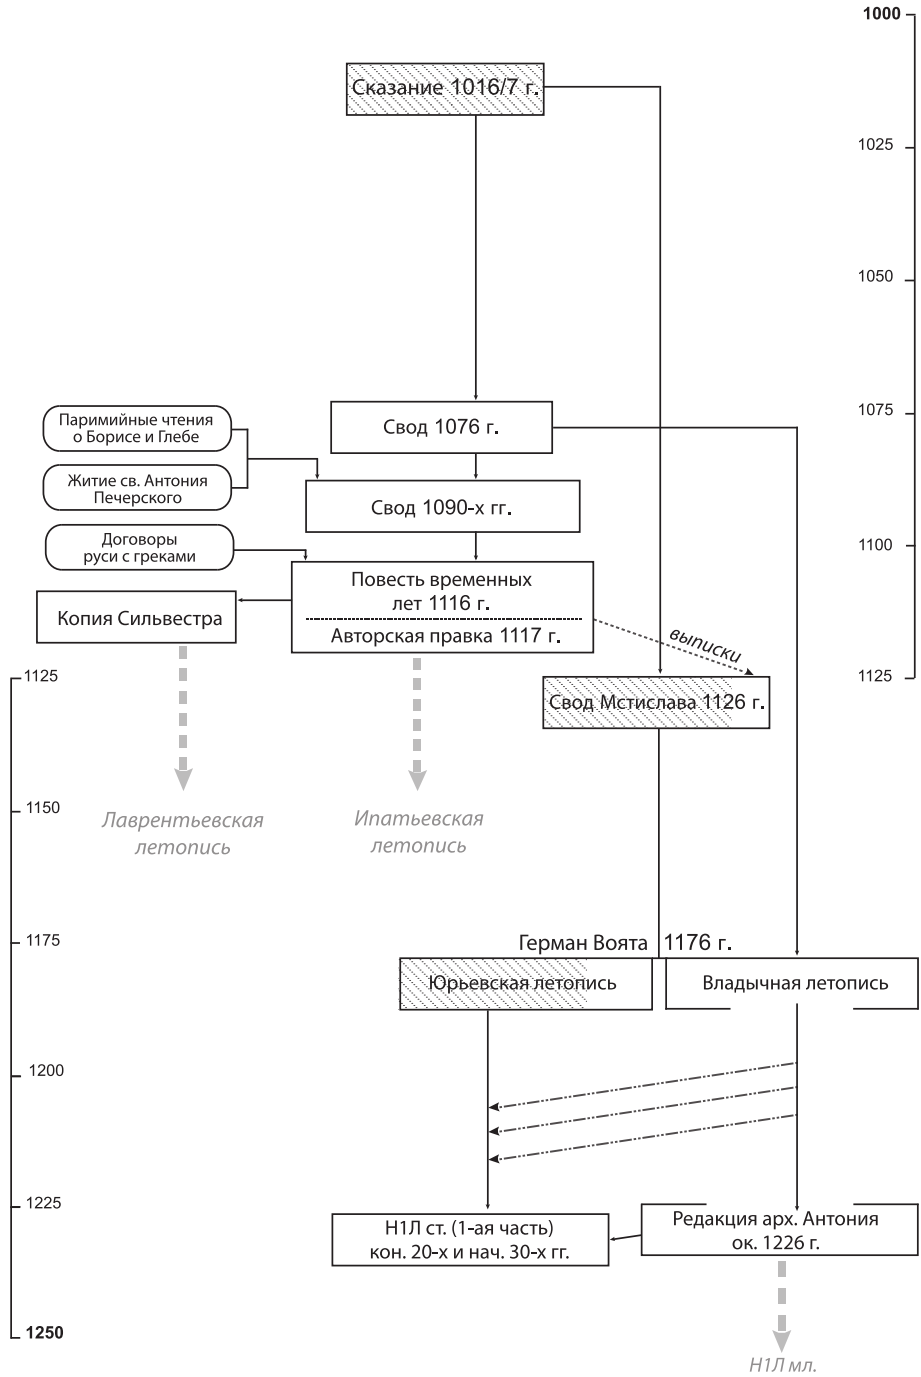 1000
Сказание 1016/7 г.
1025
1050
1075
Паримийные чтения
о Борисе и Глебе
Свод 1076 г.
Житие св. Антония
Печерского
Свод 1090-х гг.
Договоры
руси с греками
1100
Повесть временных
лет 1116 г.
Копия Сильвестра
Авторская правка 1117 г.
выписки
1125
1125
Свод Мстислава 1126 г.
1150
Лаврентьевская
летопись
Ипатьевская
летопись
1175
Герман Воята 1176 г.
Юрьевская летопись
Владычная летопись
1200
1225
Н1Л ст. (1-ая часть)
кон. 20-х и нач. 30-х гг.
Редакция арх. Антония
ок. 1226 г.
1250
Н1Л мл.